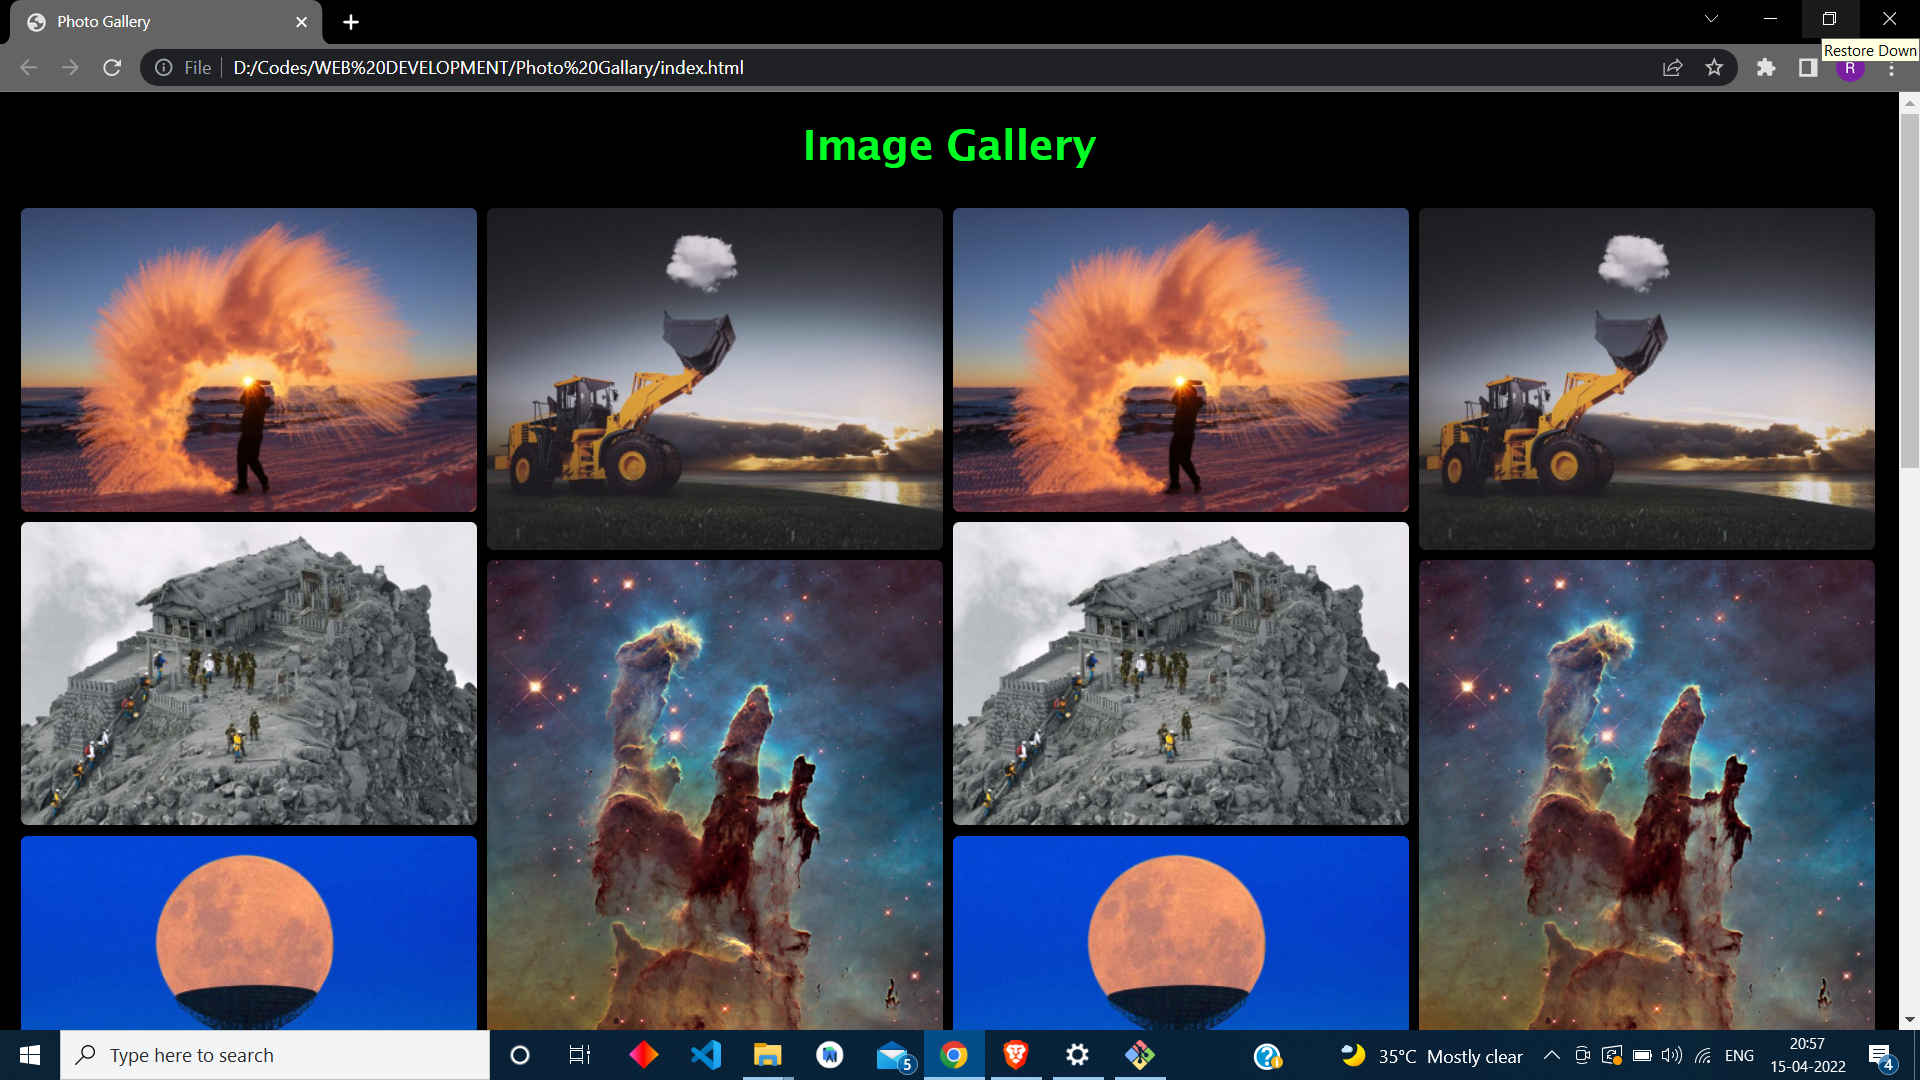 Photo Gallery
Restore Down
File D:/Codes/WEB%20DEVELOPMENT/Photo%20Gallary/index.html
R
Image Gallery
Type here to search
5
35°C Mostly clear
ENG
20:57
15-04-2022
4